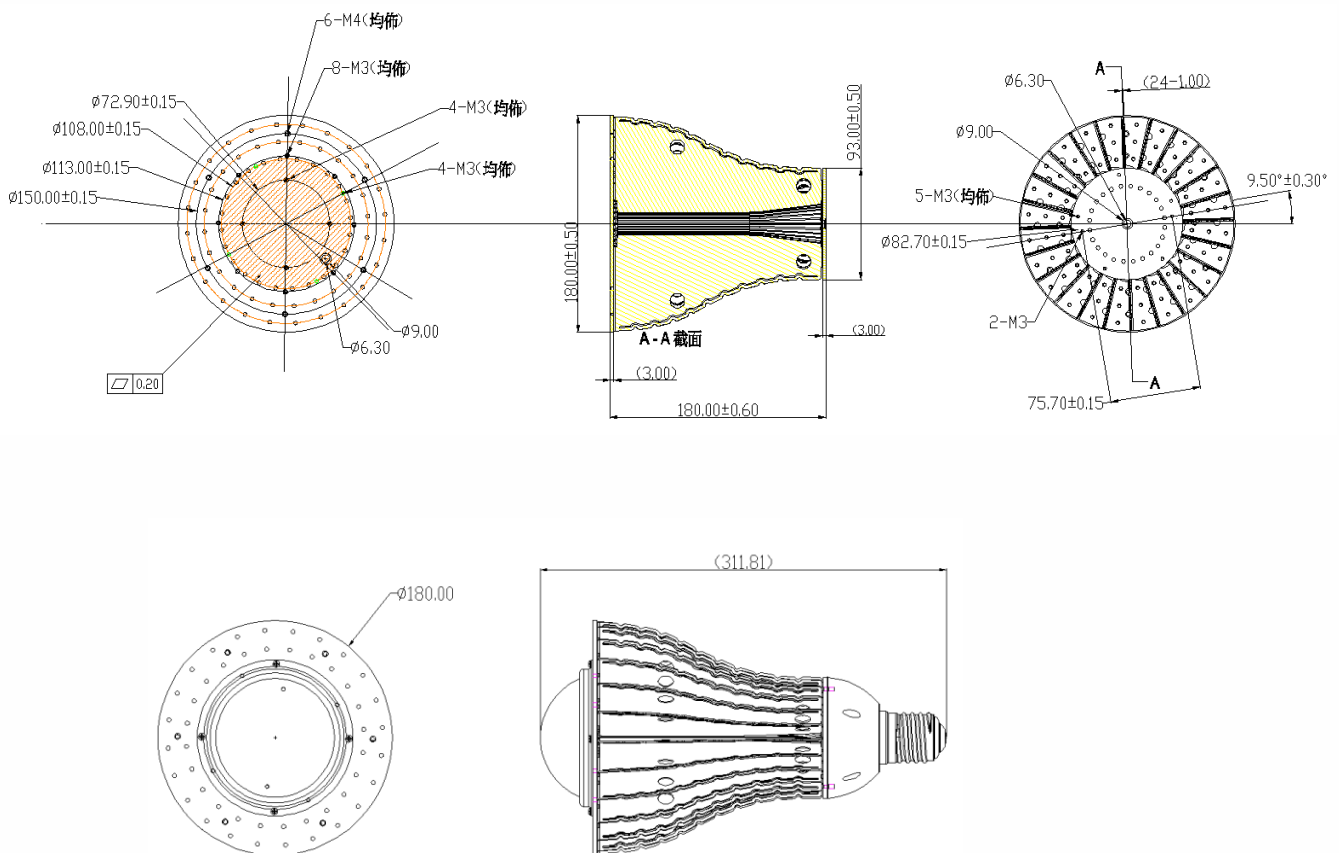 6-M4(均佈)
8-M3(均佈)
4-M3(均佈)
4-M3(均佈)
Ø72.90±0.15
Ø108.00±0.15
Ø113.00±0.15
Ø150.00±0.15
Ø9.00
Ø6.30
0.20
180.00±0.50
93.00±0.50
A-A 截面
(3.00)
(3.00)
180.00±0.60
A
(24-1.00)
Ø6.30
Ø9.00
5-M3(均佈)
9.50°±0.30°
Ø82.70±0.15
2-M3
A
75.70±0.15
Ø180.00
(311.81)